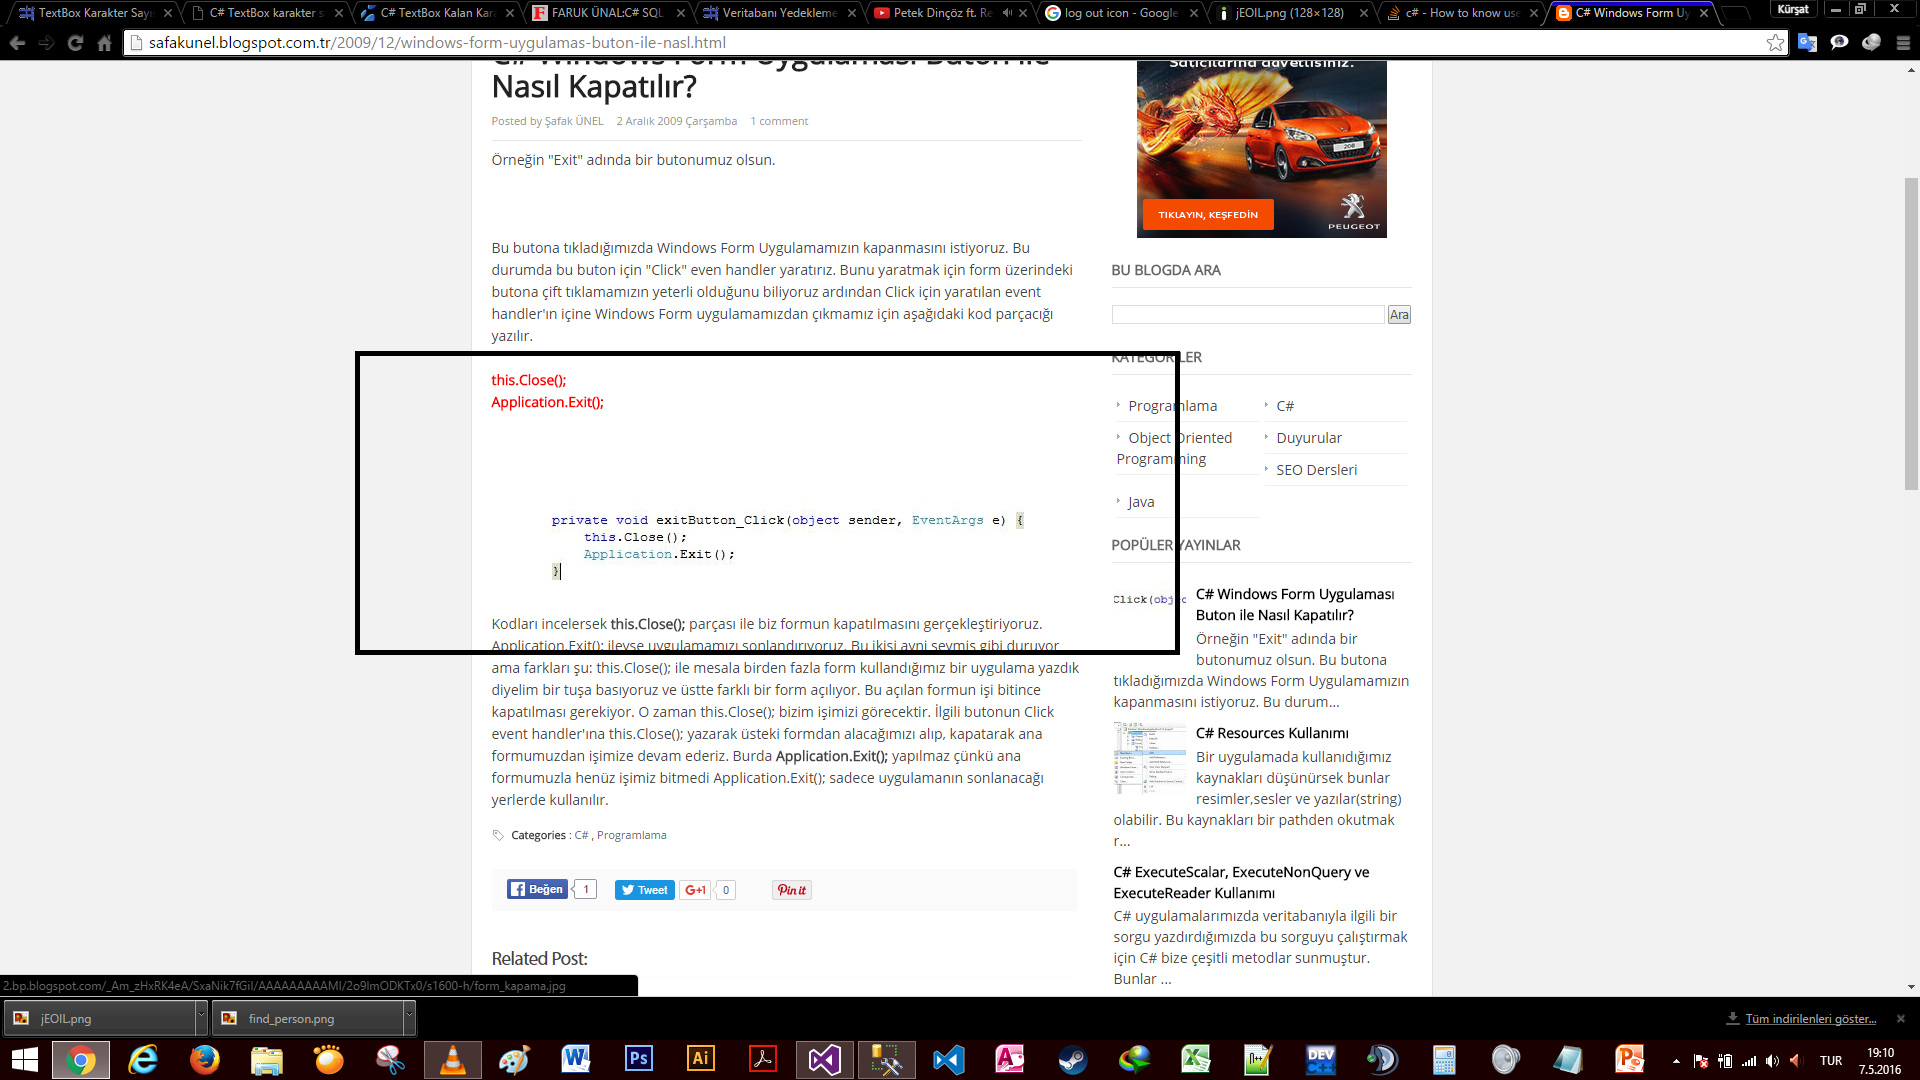 TextBox Karakter Sayı
C# TextBox karakter s
C# TextBox Kalan Kara
FARUK ÜNAL:C# SQL
Veritabanı Yedekleme
Petek Dinçöz ft. Re
log out icon - Google
jEOIL.png (128×128)
c# - How to know use
C# Windows Form Uy
Kürşat
safakunel.blogspot.com.tr/2009/12/windows-form-uygulamas-buton-ile-nasl.html
C# Windows Form Uygulaması Buton ile
Nasıl Kapatılır?
Posted by Şafak ÜNEL 2 Aralık 2009 Çarşamba 1 comment
Örneğin "Exit" adında bir butonumuz olsun.
Bu butona tıkladığımızda Windows Form Uygulamamızın kapanmasını istiyoruz. Bu
durumda bu buton için "Click" even handler yaratırız. Bunu yaratmak için form üzerindeki
butona çift tıklamamızın yeterli olduğunu biliyoruz ardından Click için yaratılan event
handler'ın içine Windows Form uygulamamızdan çıkmamız için aşağıdaki kod parçacığı
yazılır.
this.Close();
Application.Exit();
private void exitButton_Click(object sender, EventArgs e) {
this.Close();
Application.Exit();
}
Kodları incelersek this.Close(); parçası ile biz formun kapatılmasını gerçekleştiriyoruz.
Application.Exit(); ileyse uygulamamızı sonlandırıyoruz. Bu ikisi ayni şeymiş gibi duruyor
ama farkları şu: this.Close(); ile mesala birden fazla form kullandığımız bir uygulama yazdık
diyelim bir tuşa basıyoruz ve üstte farklı bir form açılıyor. Bu açılan formun işi bitince
kapatılması gerekiyor. O zaman this.Close(); bizim işimizi görecektir. İlgili butonun Click
event handler'ına this.Close(); yazarak üsteki formdan alacağımızı alıp, kapatarak ana
formumuzdan işimize devam ederiz. Burda Application.Exit(); yapılmaz çünkü ana
formumuzla henüz işimiz bitmedi Application.Exit(); sadece uygulamanın sonlanacağı
yerlerde kullanılır.
Categories : C# , Programlama
Beğen 1
Tweet
G+1 0
Pin it
Related Post:
Satıcılarına davetlisiniz.
208
TIKLAYIN, KEŞFEDİN
PEUGEOT
BU BLOGDA ARA
Ara
KATEGORİLER
Programlama
C#
Object Oriented
Programming
Duyurular
SEO Dersleri
Java
POPÜLER YAYINLAR
Click(objec
C# Windows Form Uygulaması
Buton ile Nasıl Kapatılır?
Örneğin "Exit" adında bir
butonumuz olsun. Bu butona
tıkladığımızda Windows Form Uygulamamızın
kapanmasını istiyoruz. Bu durum...
C# Resources Kullanımı
Bir uygulamada kullanıdığımız
kaynakları düşünürsek bunlar
resimler,sesler ve yazılar(string)
olabilir. Bu kaynakları bir pathden okutmak
r...
C# ExecuteScalar, ExecuteNonQuery ve
ExecuteReader Kullanımı
C# uygulamalarımızda veritabanıyla ilgili bir
sorgu yazdırdığımızda bu sorguyu çalıştırmak
için C# bize çeşitli metodlar sunmuştur.
Bunlar ...
2.bp.blogspot.com/_Am_zHxRK4eA/SxaNik7fGiI/AAAAAAAAAMI/2o9lmODKTx0/s1600-h/form_kapama.jpg
jEOIL.png
find_person.png
Tüm indirilenleri göster...
Ps
Ai
DEV
TUR
19:10
7.5.2016